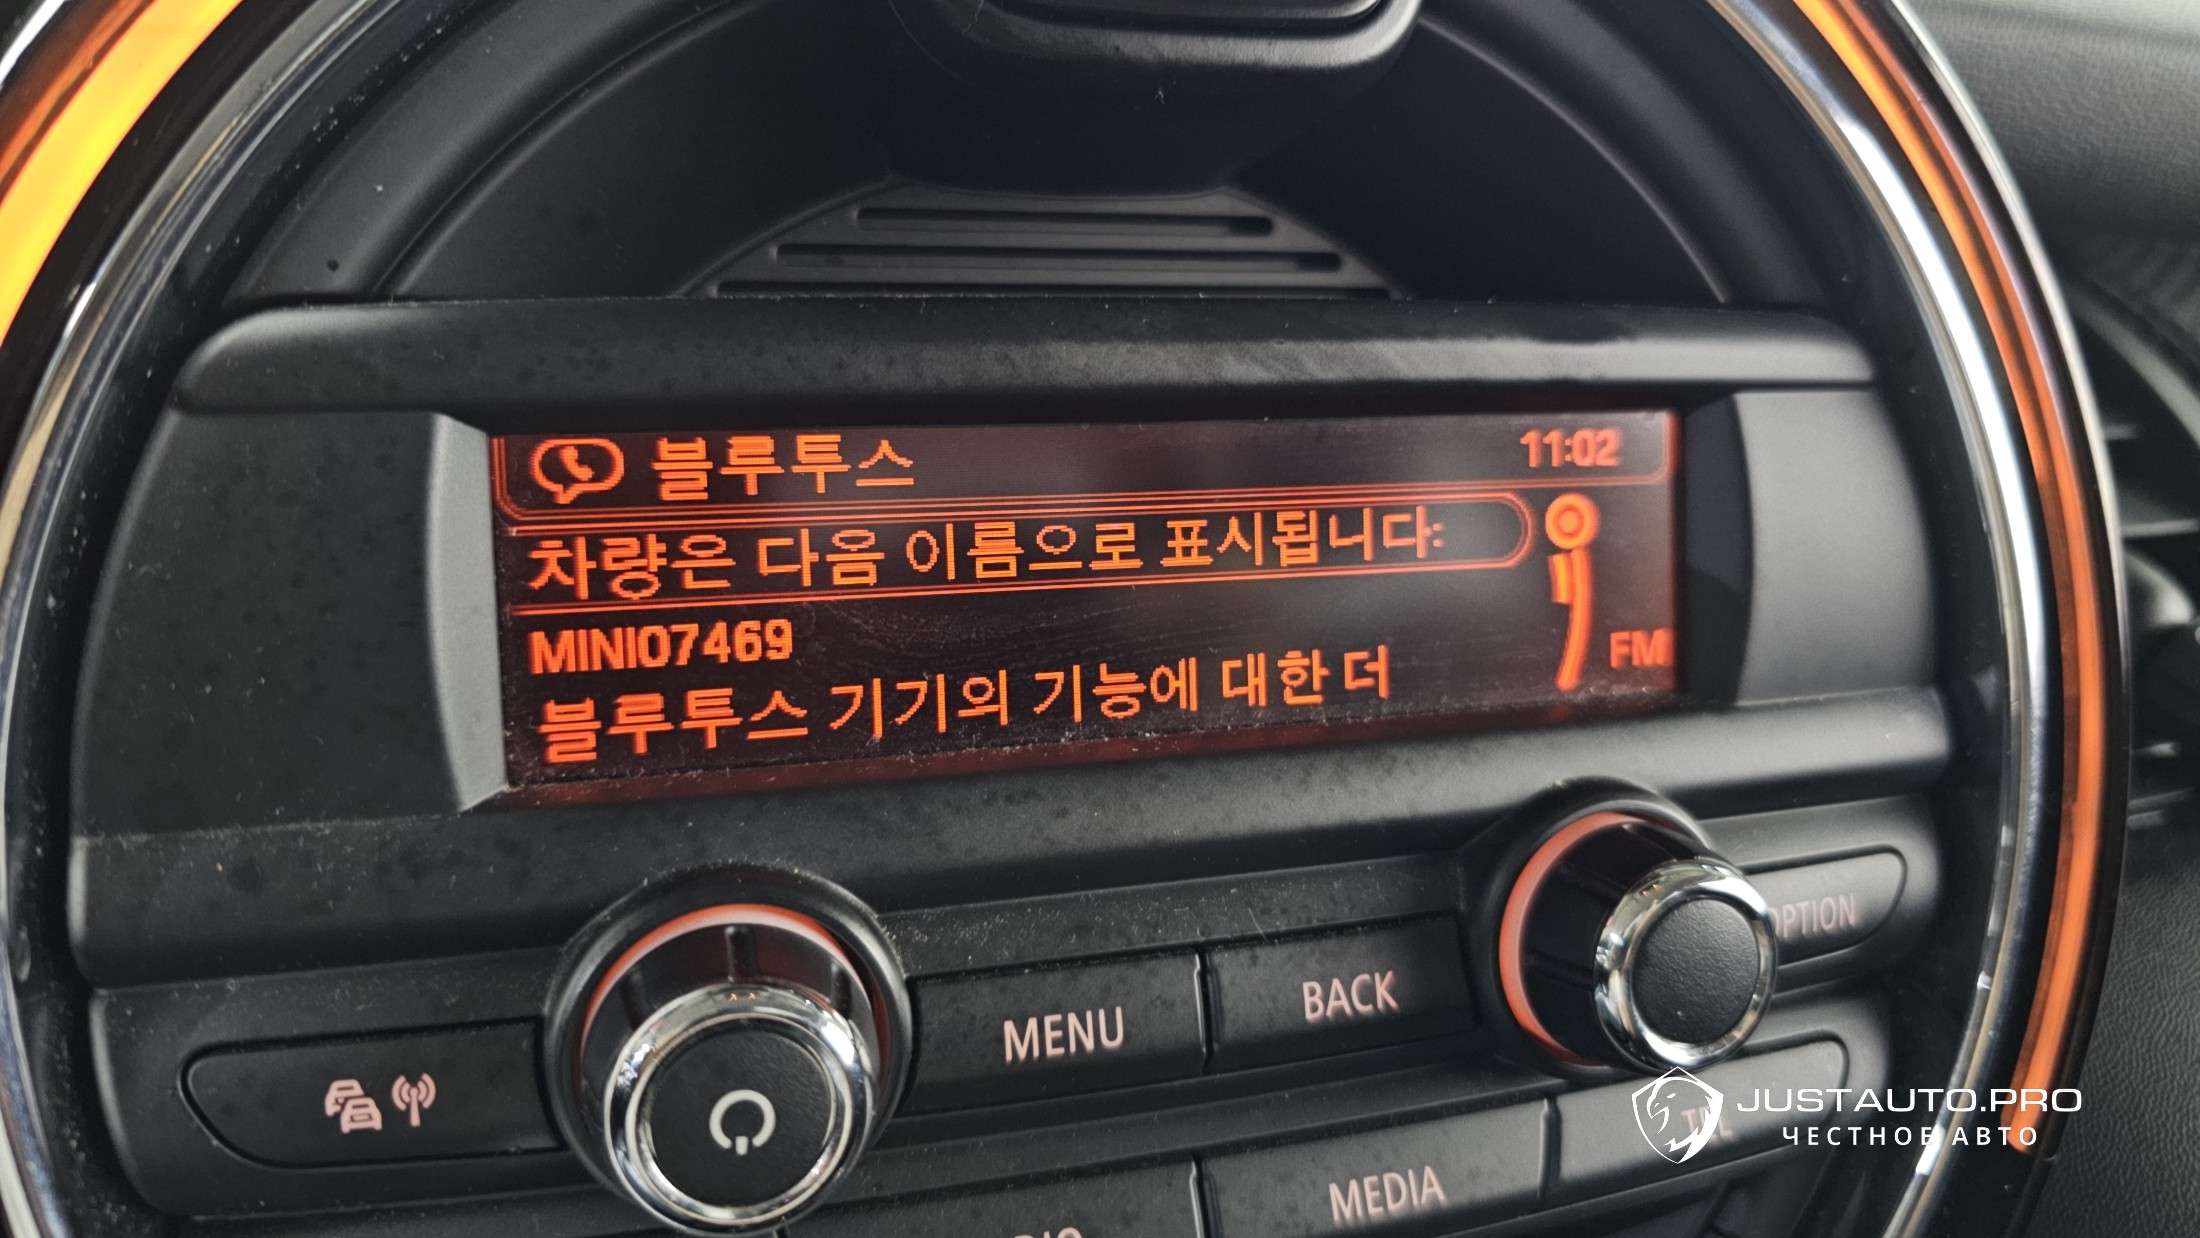 블루투스 11:02
차량은 다음 이름으로 표시됩니다:
MINI07469
FM
블루투스 기기의 기능에 대한 더
OPTION
MENU BACK
TEL
MEDIA
JUSTAUTO.PRO
ЧЕСТНОЕ АВТО